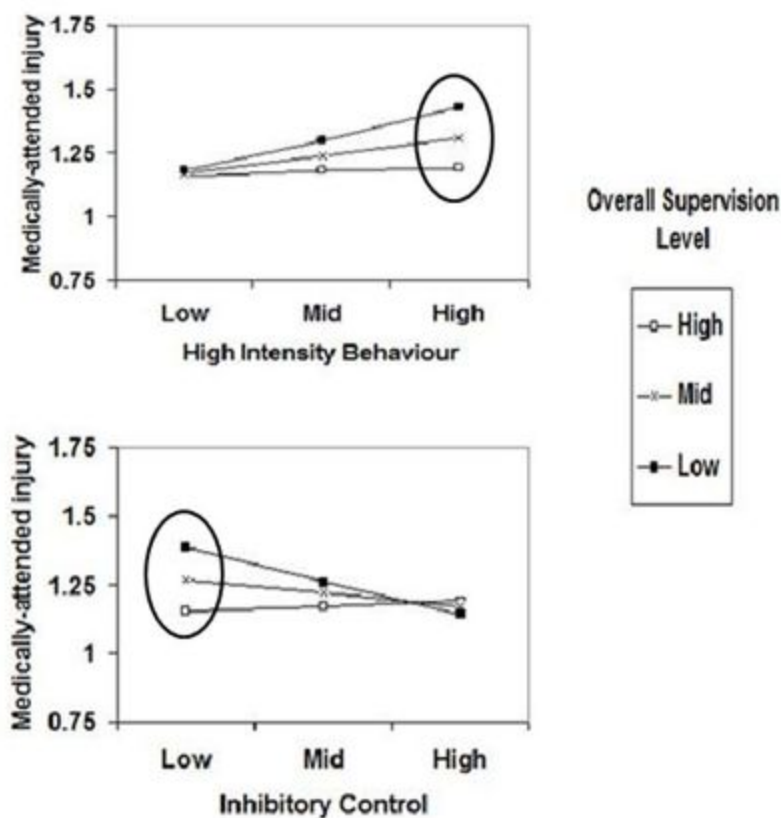 Medically-attended injury
1.75
1.5
1.25
1
0.75
Low Mid High
High Intensity Behaviour
Overall Supervision
Level
High
Mid
Low
Medically-attended injury
1.75
1.5
1.25
1
0.75
Low Mid High
Inhibitory Control